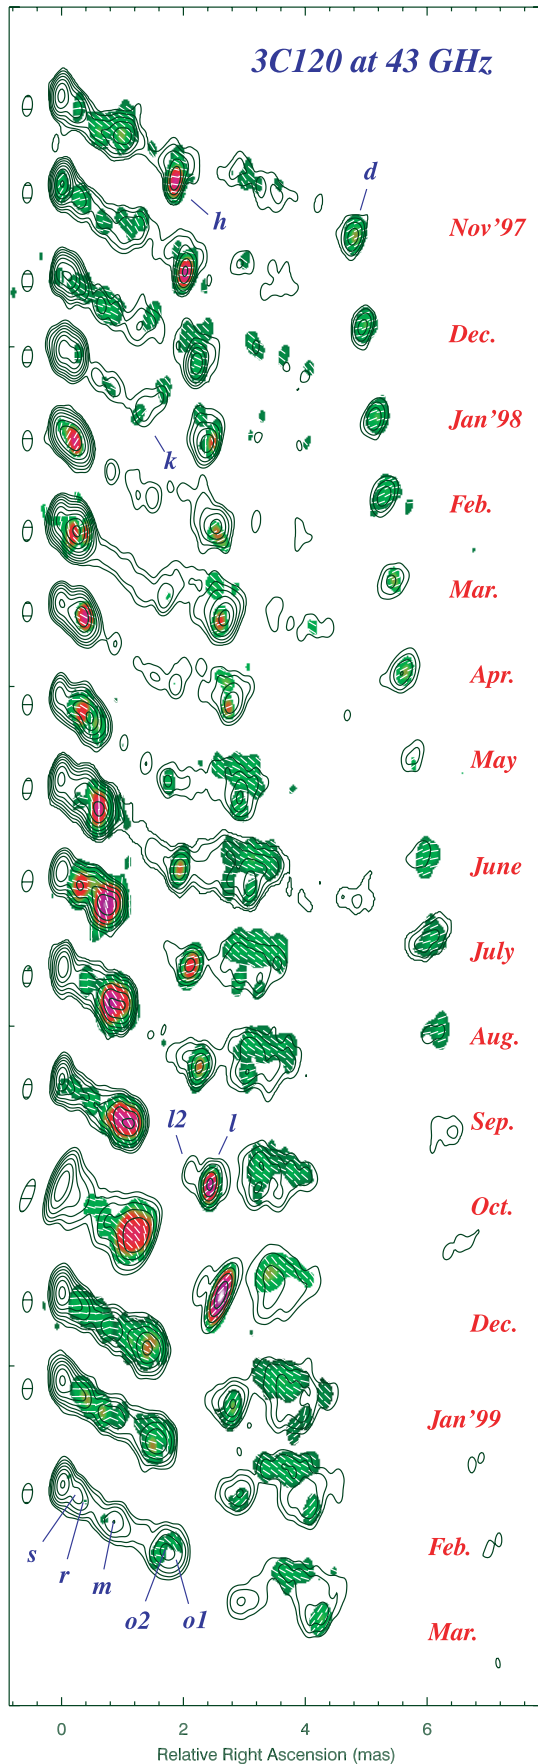 3C120 at 43 GHz
d
h
Nov'97
Dec.
Jan'98
k
Feb.
Mar.
Apr.
May
June
July
Aug.
l2 l
Sep.
Oct.
Dec.
Jan'99
s
r
m
o2 o1
Feb.
Mar.
0 2 4 6
Relative Right Ascension (mas)